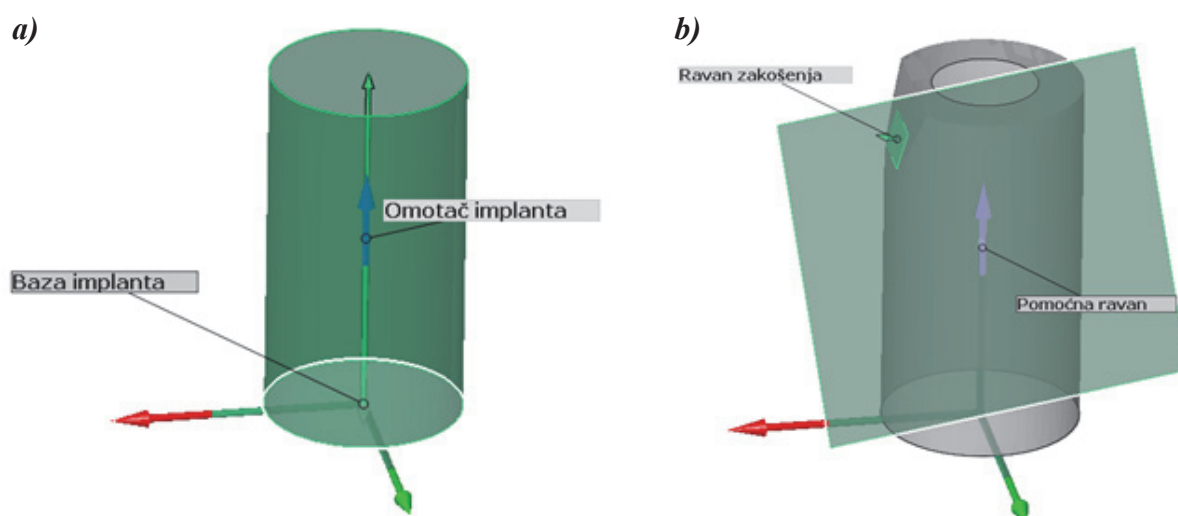 a)
b)
Ravan zakošenja
Omotač implanta
Baza implanta
Pomoćna ravan